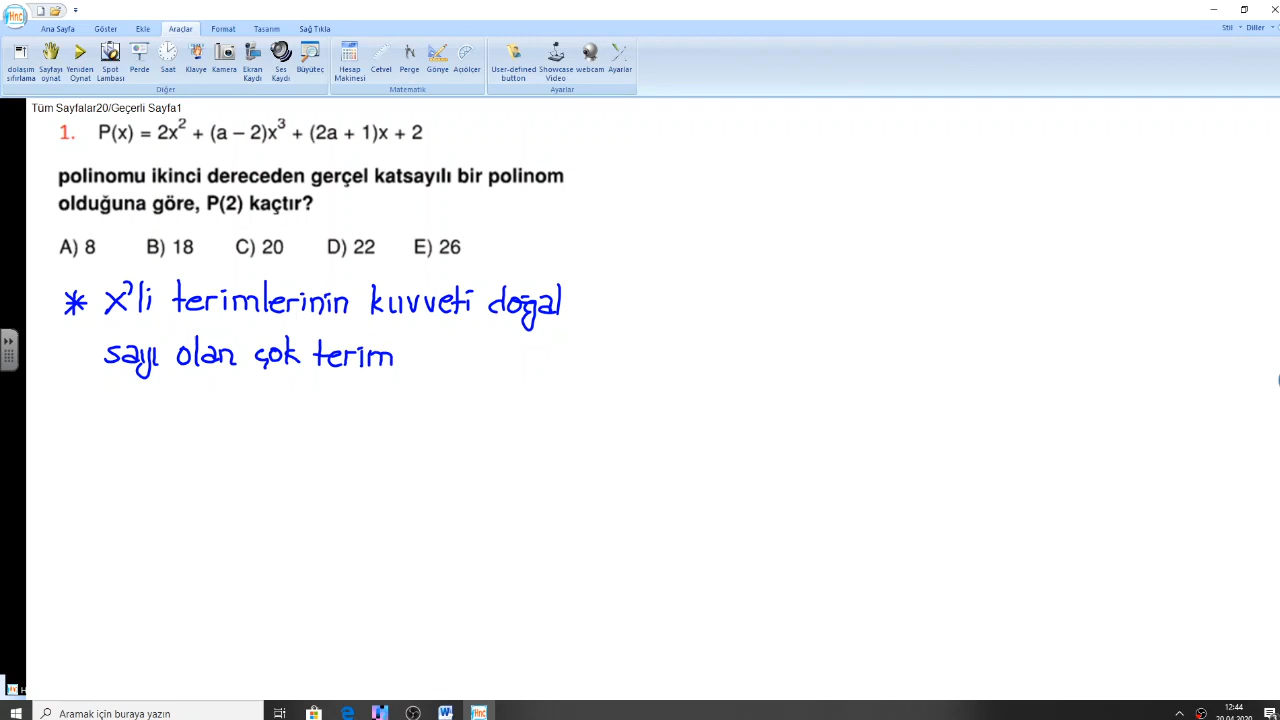 Ana Sayfa Göster Ekle Araçlar Format Tasarım Sağ Tıkla
Stil Diller
dolaşım sıfırlama Sayfayı oynat Yeniden Oynat Spot Lambası Perde Saat Klavye Kamera Ekran Kaydı Ses Kaydı Büyüteç Hesap Makinesi Cetvel Perge Gönye Açıölçer User-defined button Showcase Video webcam Ayarlar
Diğer Matematik Ayarlar
Tüm Sayfalar20/Geçerli Sayfa1
1. P(x) = 2x² + (a – 2)x³ + (2a + 1)x + 2
polinomu ikinci dereceden gerçel katsayılı bir polinom
olduğuna göre, P(2) kaçtır?
A) 8 B) 18 C) 20 D) 22 E) 26
* x'li terimlerinin kuvveti doğal
sayı olan çok terim
Aramak için buraya yazın
12:44
20.04.2020